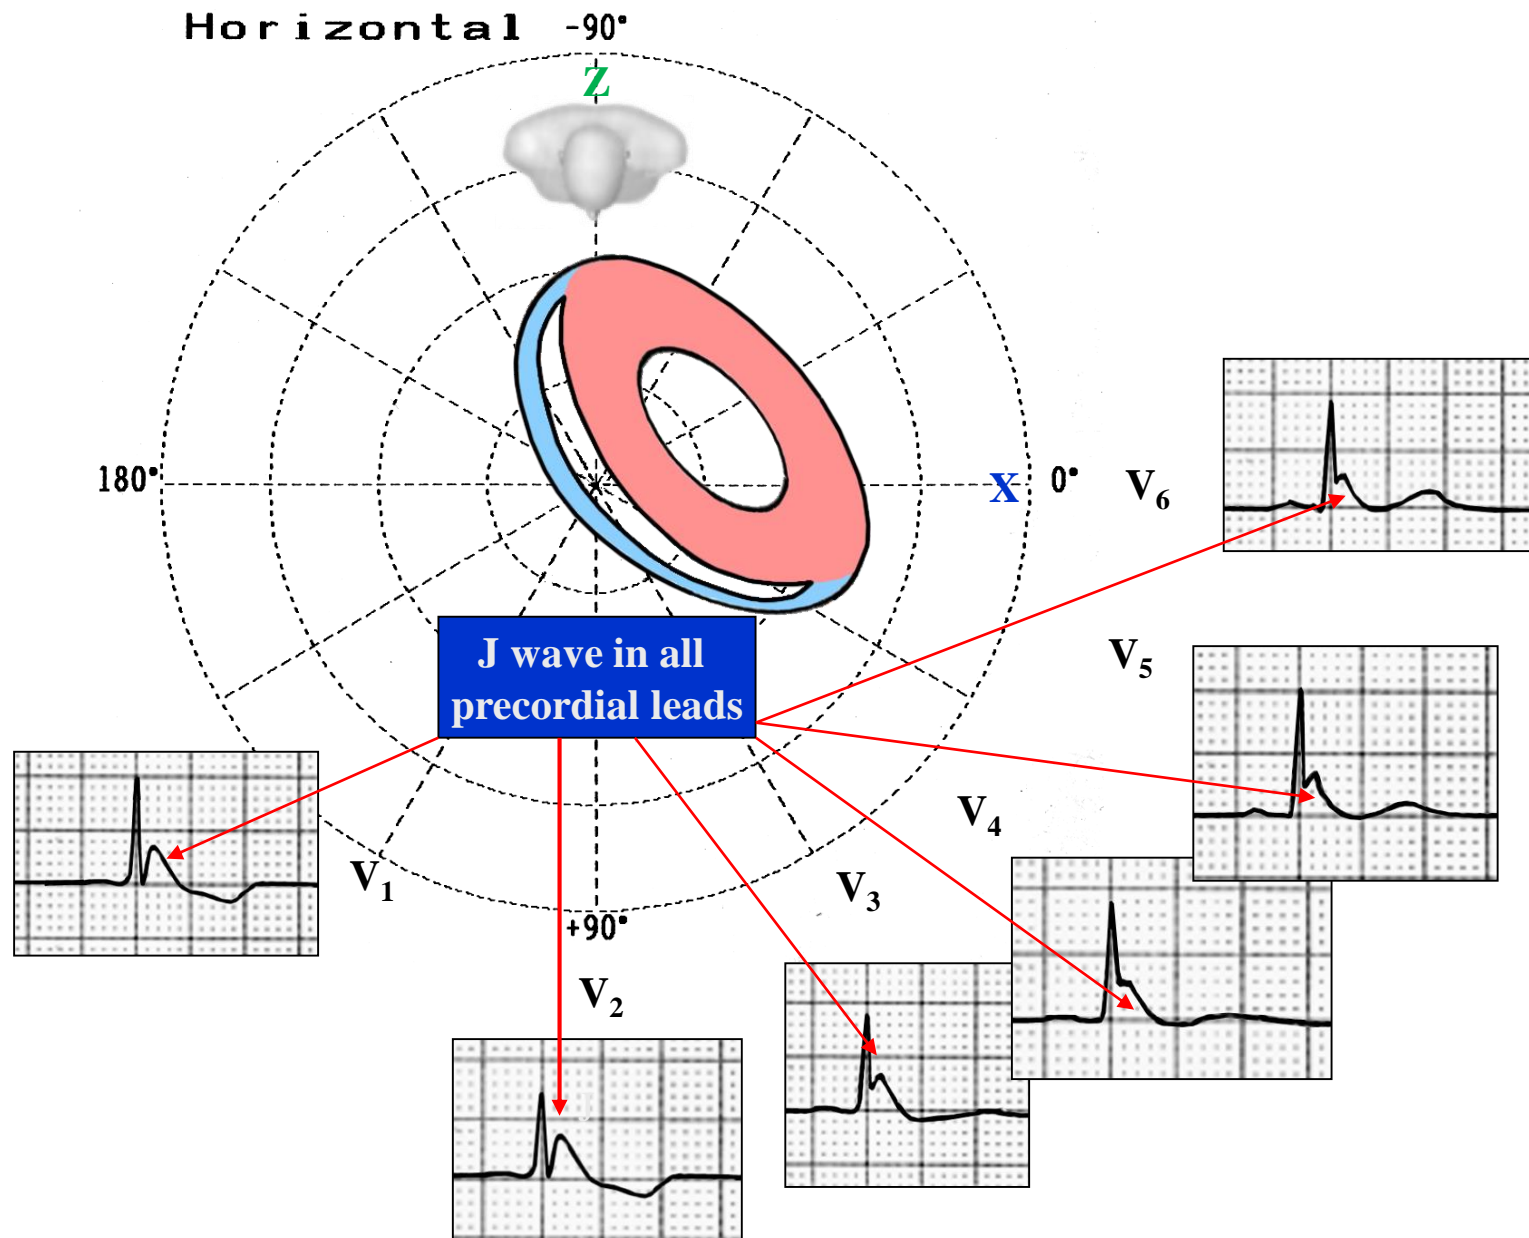 Horizontal
-90°
Z
180°
X
0°
V6
J wave in all
precordial leads
V5
V4
V1
V3
+90°
V2